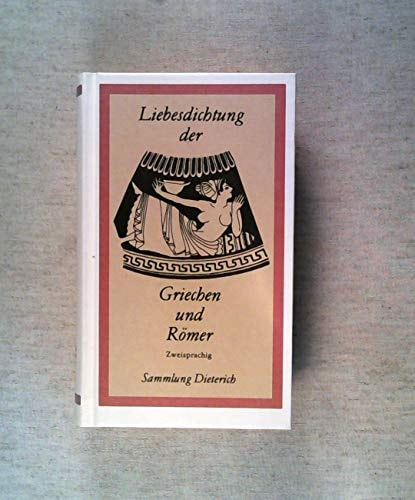 Liebesdichtung
der
Griechen
und
Römer
Zweisprachig
Sammlung Dieterich